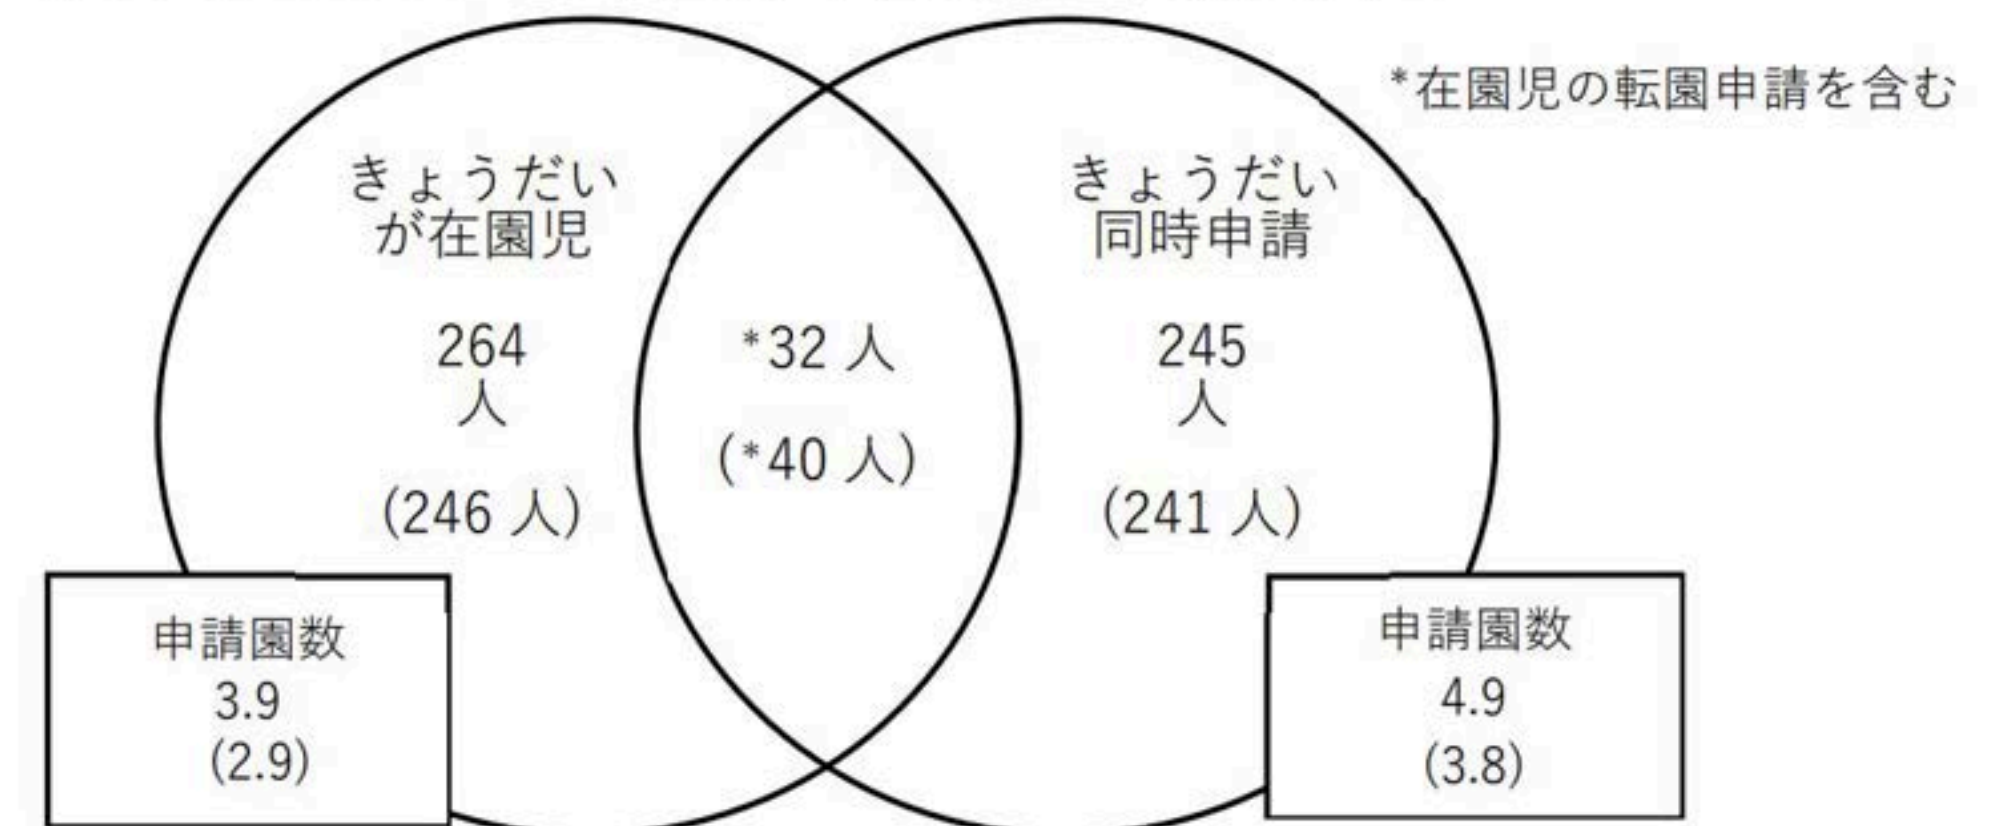 *在園児の転園申請を含む
きょうだい
が在園児
264
人
(246 人)
*32 人
(*40 人)
きょうだい
同時申請
245
人
(241 人)
申請園数
3.9
(2.9)
申請園数
4.9
(3.8)